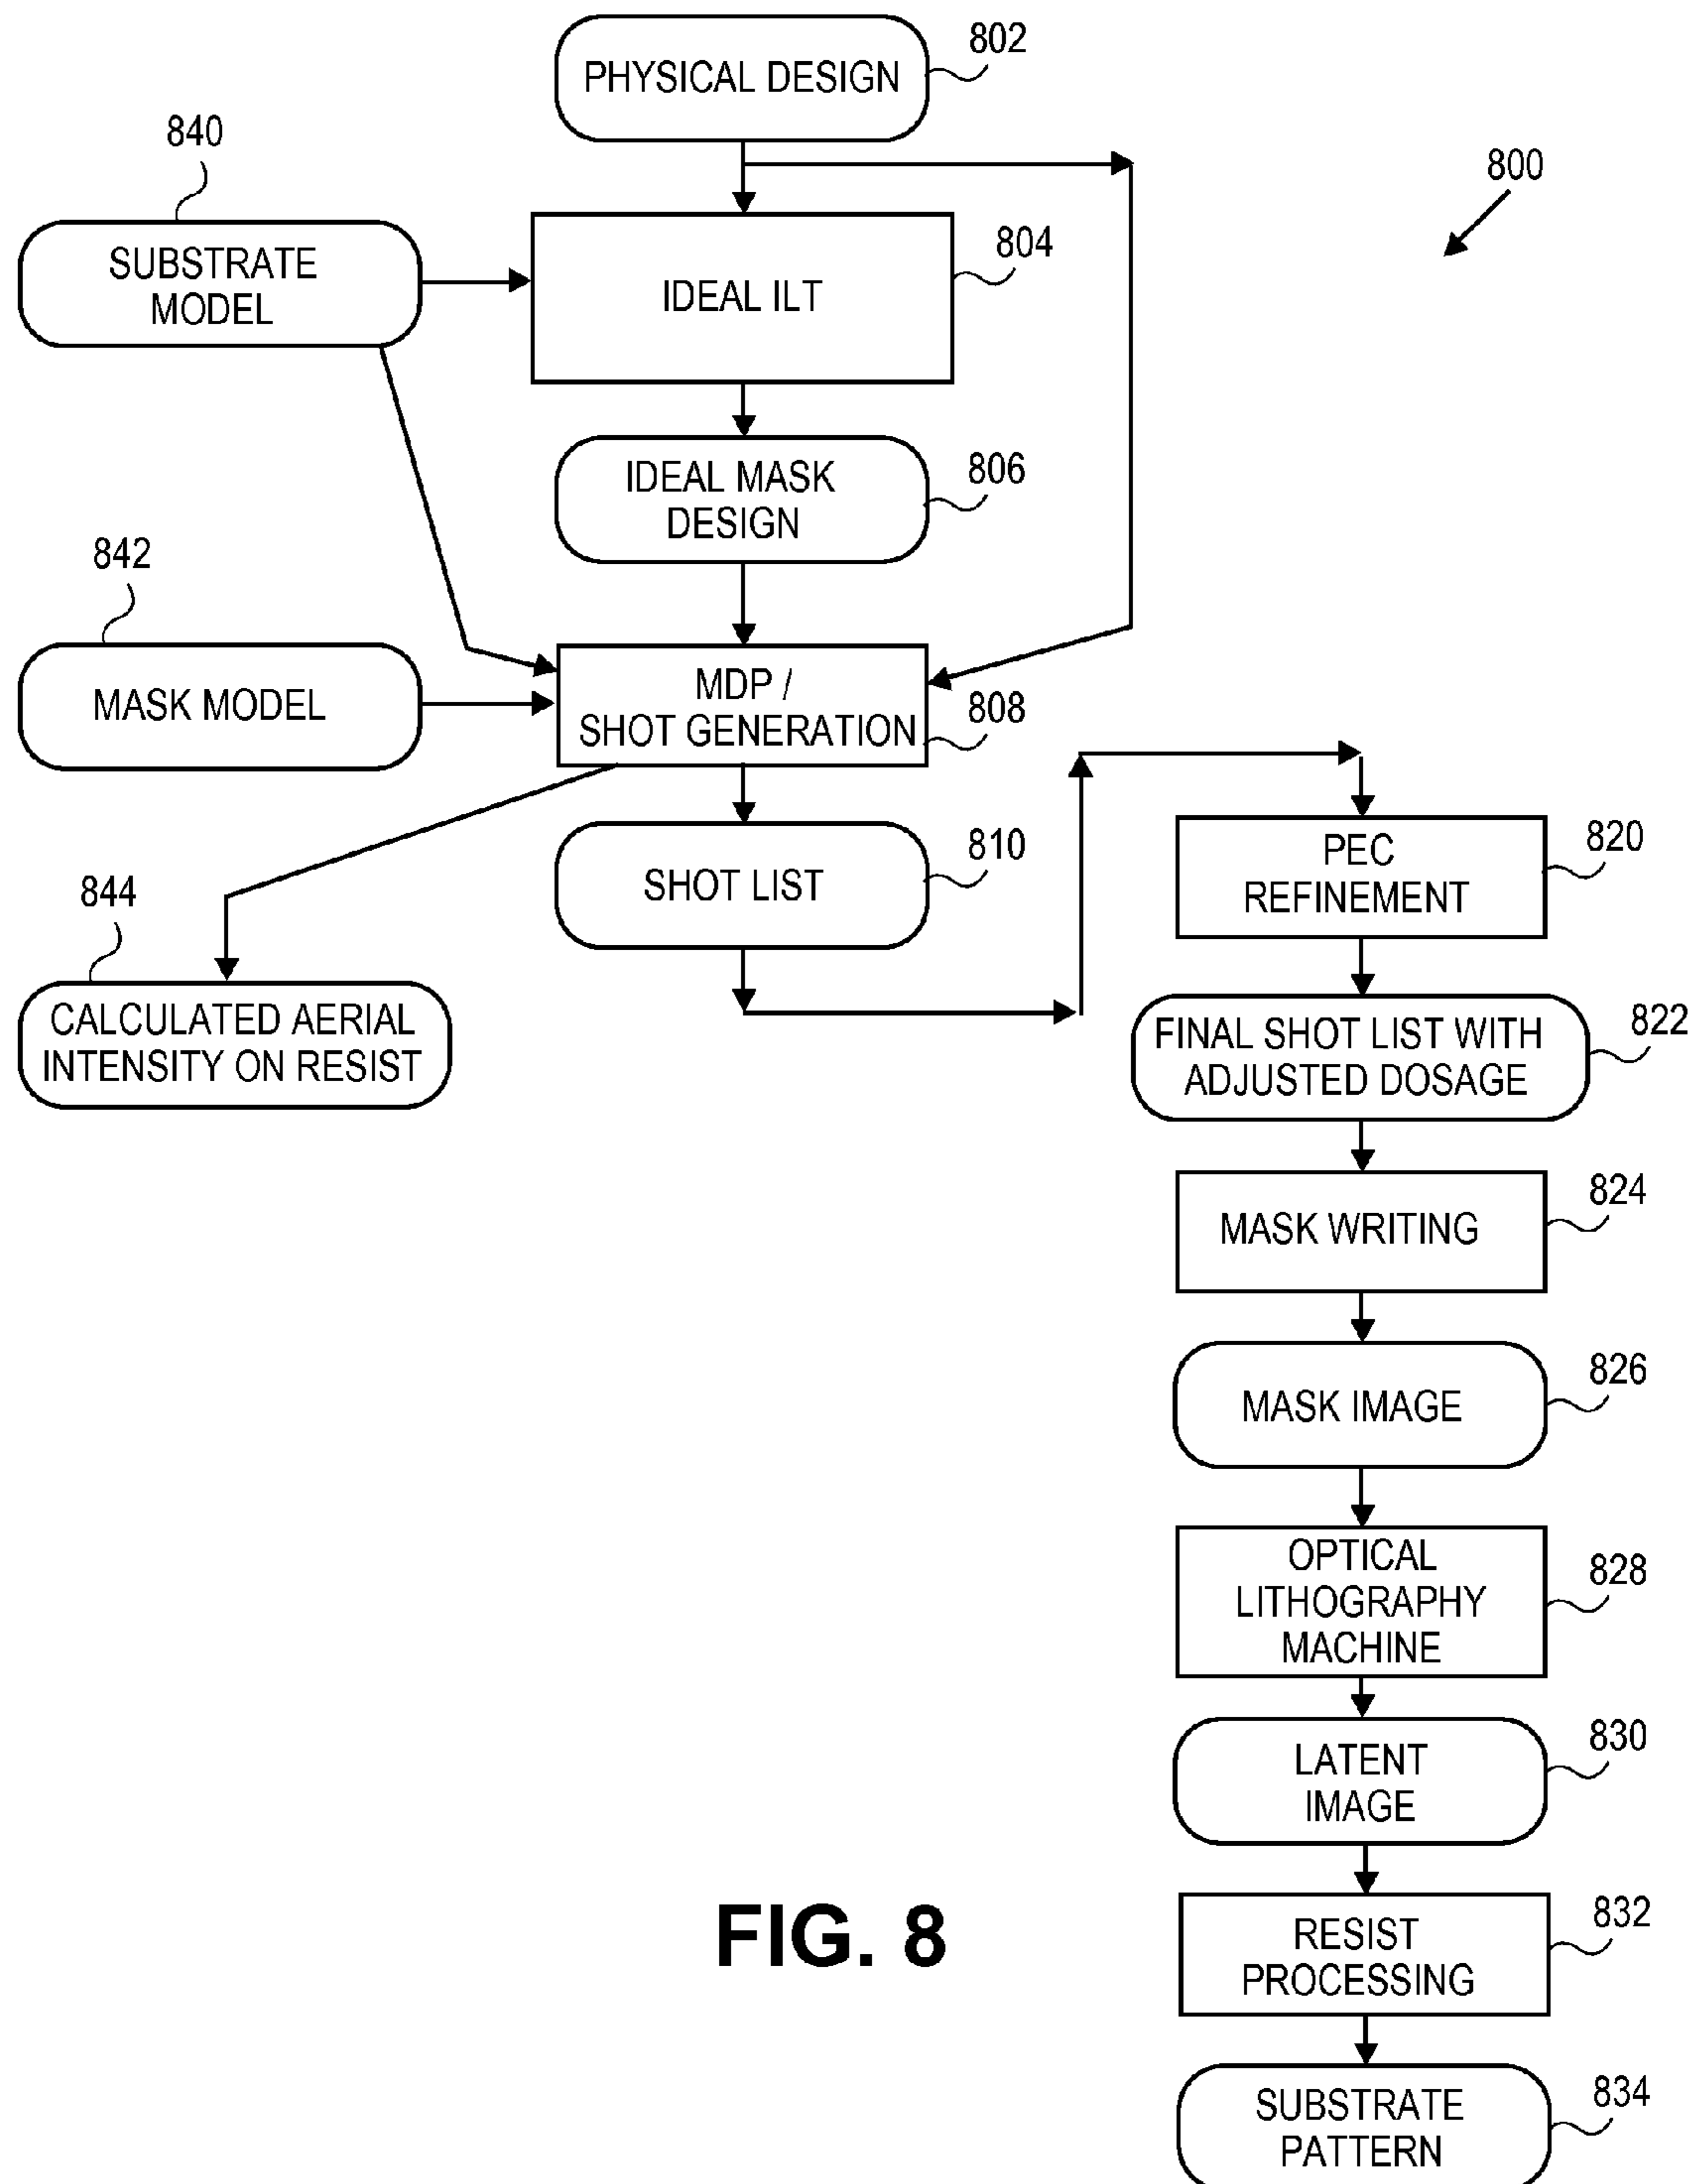 802
PHYSICAL DESIGN
840
800
SUBSTRATE
MODEL
804
IDEAL ILT
806
IDEAL MASK
DESIGN
842
MASK MODEL
MDP /
SHOT GENERATION
808
810
SHOT LIST
820
PEC
REFINEMENT
844
CALCULATED AERIAL
INTENSITY ON RESIST
822
FINAL SHOT LIST WITH
ADJUSTED DOSAGE
824
MASK WRITING
826
MASK IMAGE
828
OPTICAL
LITHOGRAPHY
MACHINE
830
LATENT
IMAGE
832
RESIST
PROCESSING
FIG. 8
834
SUBSTRATE
PATTERN